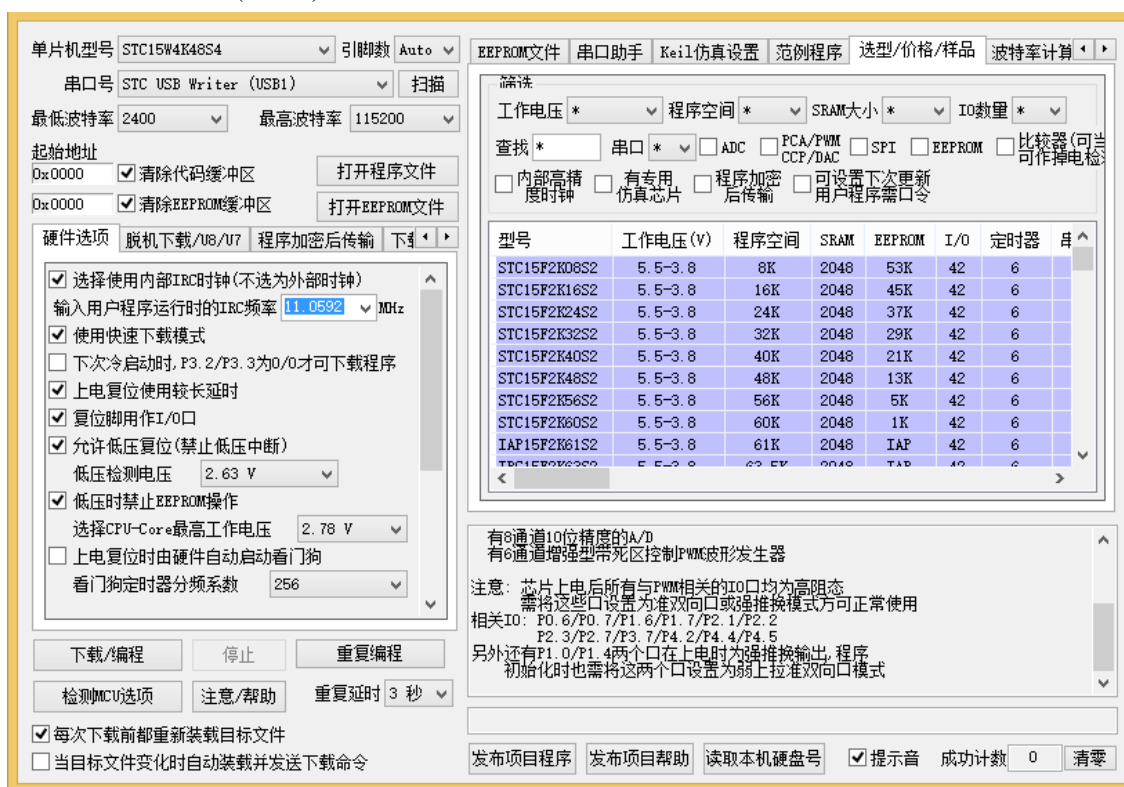 单片机型号 STC15W4K48S4 引脚数 Auto
串口号 STC USB Writer (USB1) 扫描
最低波特率 2400 最高波特率 115200
起始地址
0x0000 清除代码缓冲区 打开程序文件
0x0000 清除EEPROM缓冲区 打开EEPROM文件
硬件选项 脱机下载/U8/U7 程序加密后传输
选择使用内部IRC时钟(不选为外部时钟)
输入用户程序运行时的IRC频率 11.0592 MHz
使用快速下载模式
下次冷启动时,P3.2/P3.3为0/0才可下载程序
上电复位使用较长延时
复位脚用作I/O口
允许低压复位(禁止低压中断)
低压检测电压 2.63 V
低压时禁止EEPROM操作
选择CPU-Core最高工作电压 2.78 V
上电复位时由硬件自动启动看门狗
看门狗定时器分频系数 256
下载/编程 停止 重复编程
检测MCU选项 注意/帮助 重复延时 3 秒
每次下载前都重新装载目标文件
当目标文件变化时自动装载并发送下载命令
EEPROM文件 串口助手 Keil仿真设置 范例程序 选型/价格/样品 波特率计算
筛选
工作电压 * 程序空间 * SRAM大小 * IO数量 *
查找 * 串口 * ADC PCA/PWM CCP/DAC SPI EEPROM 比较器(可当 可作掉电检
内部高精度时钟 有专用仿真芯片 程序加密后传输 可设置下次更新用户程序需口令
型号 工作电压(V) 程序空间 SRAM EEPROM I/O 定时器
STC15F2K08S2 5.5-3.8 8K 2048 53K 42 6
STC15F2K16S2 5.5-3.8 16K 2048 45K 42 6
STC15F2K24S2 5.5-3.8 24K 2048 37K 42 6
STC15F2K32S2 5.5-3.8 32K 2048 29K 42 6
STC15F2K40S2 5.5-3.8 40K 2048 21K 42 6
STC15F2K48S2 5.5-3.8 48K 2048 13K 42 6
STC15F2K56S2 5.5-3.8 56K 2048 5K 42 6
STC15F2K60S2 5.5-3.8 60K 2048 1K 42 6
IAP15F2K61S2 5.5-3.8 61K 2048 IAP 42 6
有8通道10位精度的A/D
有6通道增强型带死区控制PWM波形发生器
注意: 芯片上电后所有与PWM相关的IO口均为高阻态
需将这些口设置为准双向口或强推挽模式方可正常使用
相关IO: P0.6/P0.7/P1.6/P1.7/P2.1/P2.2
P2.3/P2.7/P3.7/P4.2/P4.4/P4.5
另外还有P1.0/P1.4两个口在上电时为强推挽输出,程序
初始化时也需将这两个口设置为弱上拉准双向口模式
发布项目程序 发布项目帮助 读取本机硬盘号 提示音 成功计数 0 清零